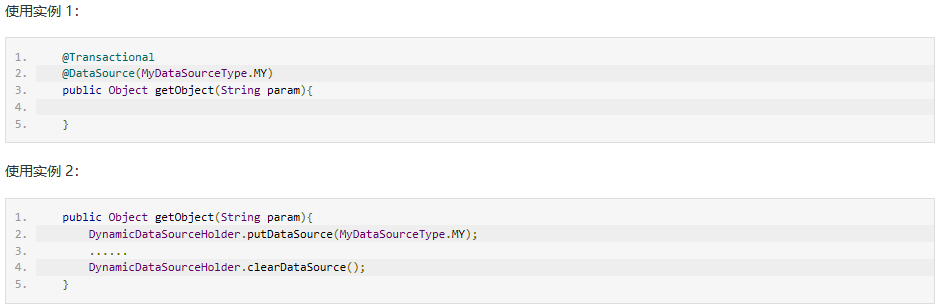 使用实例 1：
1. @Transactional
2. @DataSource(MyDataSourceType.MY)
3. public Object getObject(String param){
4.
5. }
使用实例 2：
1. public Object getObject(String param){
2. DynamicDataSourceHolder.putDataSource(MyDataSourceType.MY);
3. ......
4. DynamicDataSourceHolder.clearDataSource();
5. }